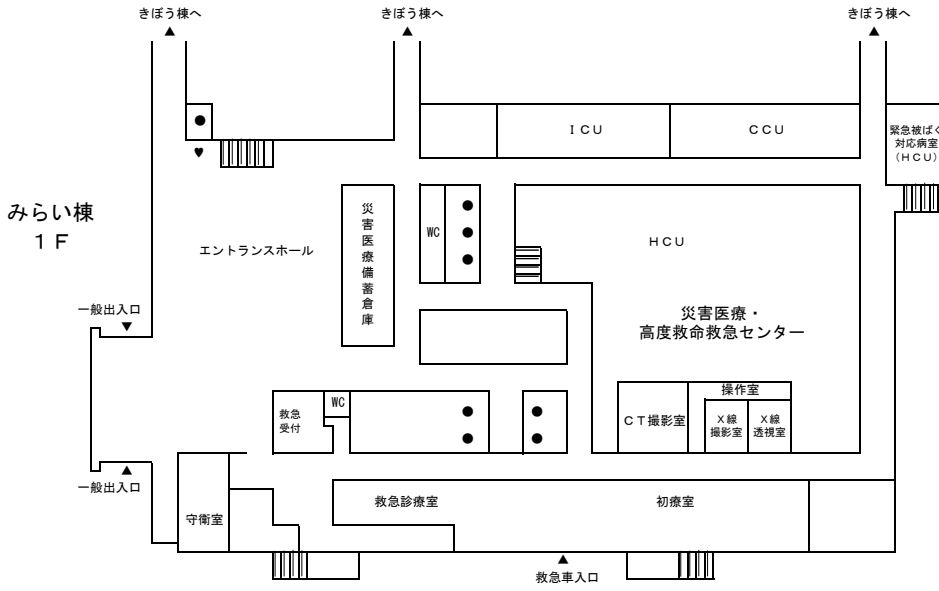 きぼう棟へ
きぼう棟へ
きぼう棟へ
ＩＣＵ
ＣＣＵ
緊急被ばく
対応病室
（ＨＣＵ）
みらい棟
１Ｆ
エントランスホール
災害医療備蓄倉庫
WC
ＨＣＵ
災害医療・
高度救命救急センター
一般出入口
救急
受付
WC
操作室
ＣＴ撮影室
Ｘ線
撮影室
Ｘ線
透視室
一般出入口
守衛室
救急診療室
初療室
救急車入口